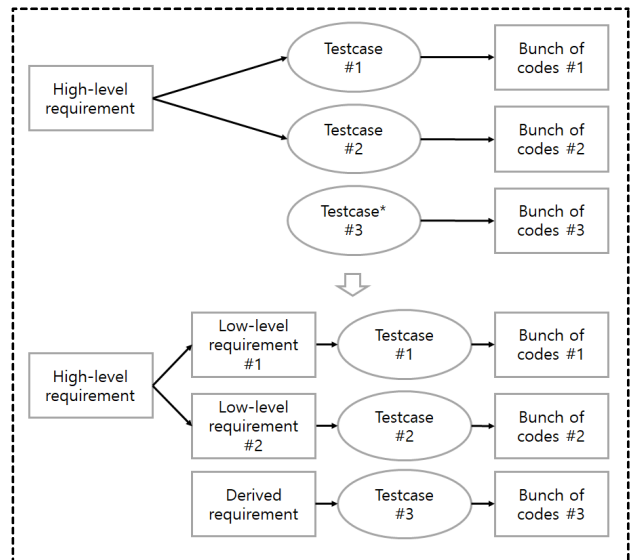 Testcase
#1
Bunch of
codes #1
High-level
requirement
Testcase
#2
Bunch of
codes #2
Testcase*
#3
Bunch of
codes #3
Low-level
requirement
#1
Testcase
#1
Bunch of
codes #1
High-level
requirement
Low-level
requirement
#2
Testcase
#2
Bunch of
codes #2
Derived
requirement
Testcase
#3
Bunch of
codes #3